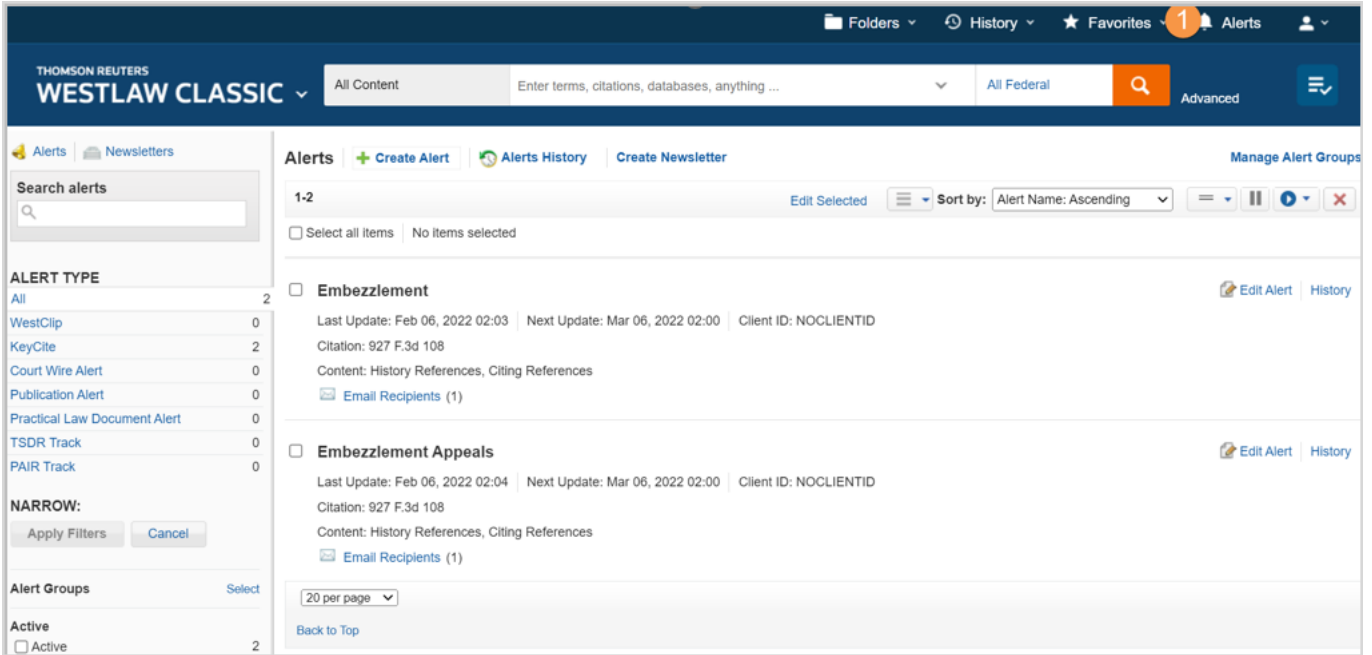 Folders History Favorites 1 Alerts
THOMSON REUTERS
WESTLAW CLASSIC
All Content Enter terms, citations, databases, anything ... All Federal Advanced
Alerts Newsletters
Search alerts
ALERT TYPE
All 2
WestClip 0
KeyCite 2
Court Wire Alert 0
Publication Alert 0
Practical Law Document Alert 0
TSDR Track 0
PAIR Track 0
NARROW:
Apply Filters Cancel
Alert Groups Select
Active
Active 2
Alerts Create Alert Alerts History Create Newsletter Manage Alert Groups
1-2 Edit Selected Sort by: Alert Name: Ascending
Select all items No items selected
Embezzlement Edit Alert History
Last Update: Feb 06, 2022 02:03 Next Update: Mar 06, 2022 02:00 Client ID: NOCLIENTID
Citation: 927 F.3d 108
Content: History References, Citing References
Email Recipients (1)
Embezzlement Appeals Edit Alert History
Last Update: Feb 06, 2022 02:04 Next Update: Mar 06, 2022 02:00 Client ID: NOCLIENTID
Citation: 927 F.3d 108
Content: History References, Citing References
Email Recipients (1)
20 per page
Back to Top